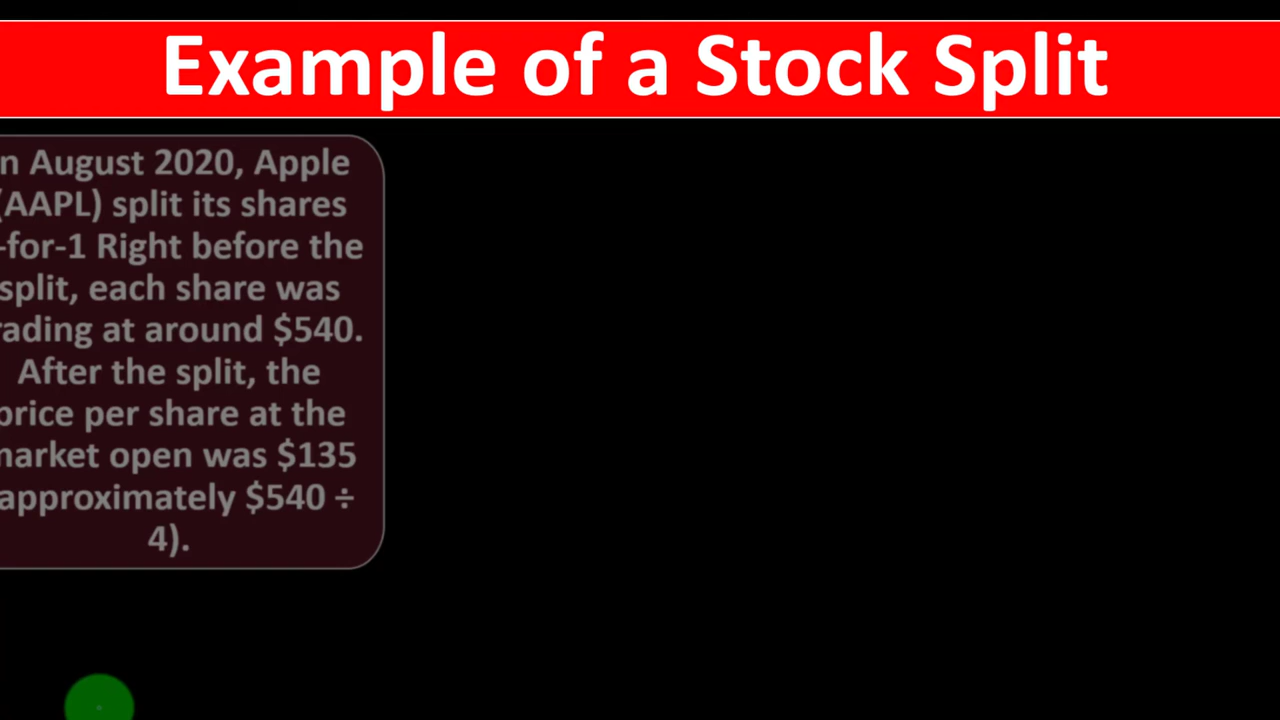 Example of a Stock Split
n August 2020, Apple
(AAPL) split its shares
-for-1 Right before the
split, each share was
rading at around $540.
After the split, the
price per share at the
market open was $135
approximately $540 ÷
4).